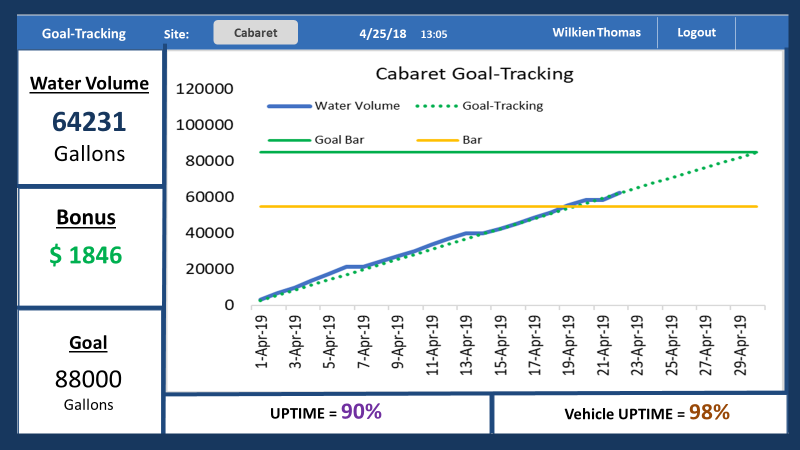 Goal-Tracking Site: Cabaret 4/25/18 13:05 Wilkien Thomas Logout
Water Volume
64231
Gallons
Bonus
$ 1846
Goal
88000
Gallons
Cabaret Goal-Tracking
Water Volume Goal-Tracking
Goal Bar Bar
120000
100000
80000
60000
40000
20000
0
1-Apr-19
3-Apr-19
5-Apr-19
7-Apr-19
9-Apr-19
11-Apr-19
13-Apr-19
15-Apr-19
17-Apr-19
19-Apr-19
21-Apr-19
23-Apr-19
25-Apr-19
27-Apr-19
29-Apr-19
UPTIME = 90%
Vehicle UPTIME = 98%